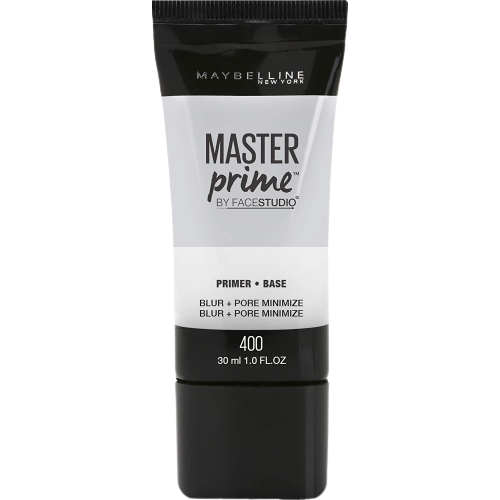 MAYBELLINE
NEW YORK
MASTER
prime™
BY FACESTUDIO®
PRIMER • BASE
BLUR + PORE MINIMIZE
BLUR + PORE MINIMIZE
400
30 ml 1.0 FL.OZ